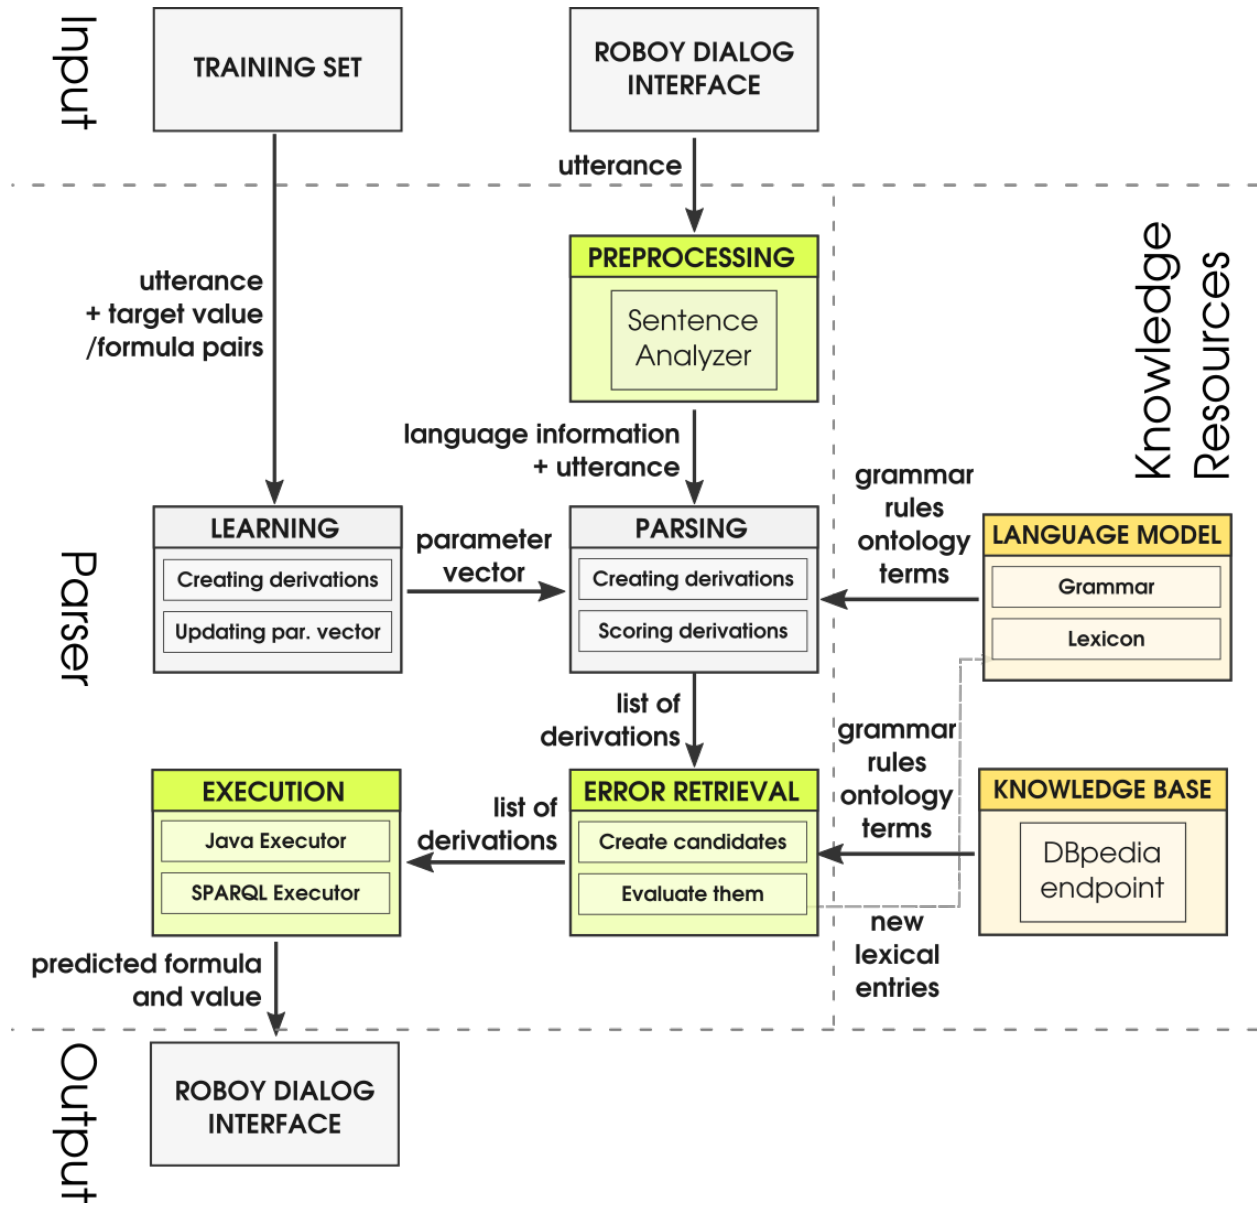 Input
TRAINING SET
ROBOY DIALOG
INTERFACE
utterance
PREPROCESSING
Sentence
Analyzer
Knowledge
Resources
utterance
+ target value
/formula pairs
language information
+ utterance
Parser
LEARNING
Creating derivations
Updating par. vector
parameter
vector
PARSING
Creating derivations
Scoring derivations
grammar
rules
ontology
terms
LANGUAGE MODEL
Grammar
Lexicon
list of
derivations
EXECUTION
Java Executor
SPARQL Executor
list of
derivations
ERROR RETRIEVAL
Create candidates
Evaluate them
grammar
rules
ontology
terms
KNOWLEDGE BASE
DBpedia
endpoint
new
lexical
entries
predicted formula
and value
Output
ROBOY DIALOG
INTERFACE